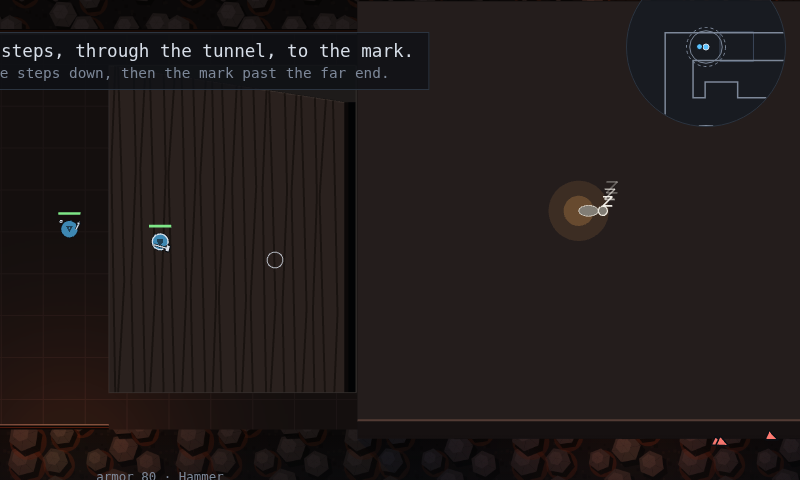 steps, through the tunnel, to the mark.
e steps down, then the mark past the far end.
z
z
z
armor 80 · Hammer